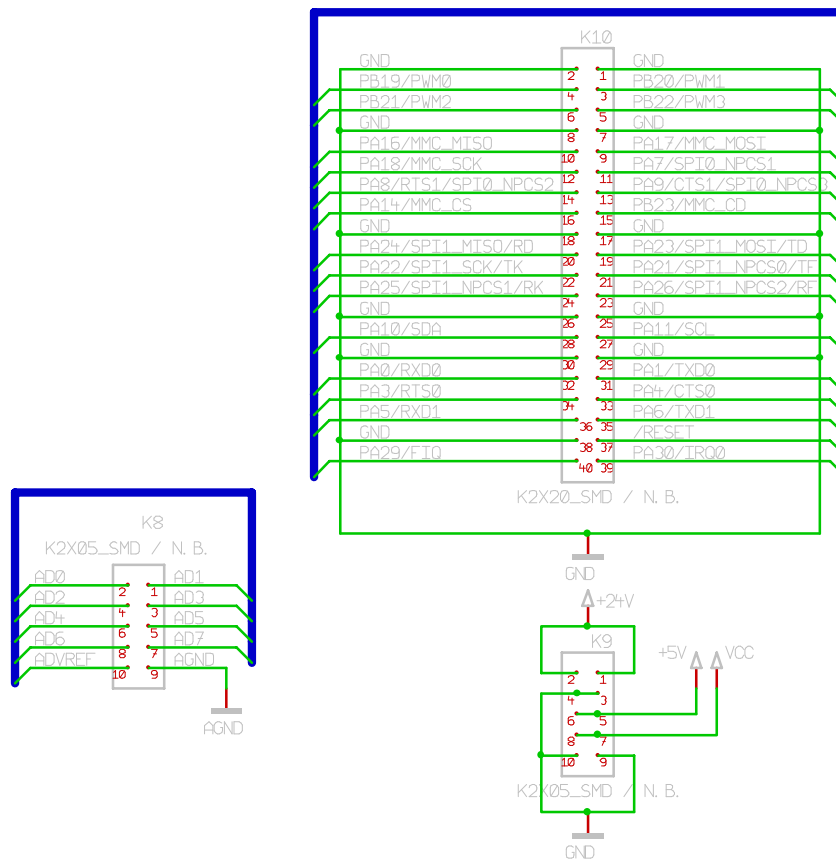 K10
GND GND
2 1
PB19/PWM0 PB20/PWM1
4 3
PB21/PWM2 PB22/PWM3
6 5
GND GND
8 7
PA16/MMC_MISO PA17/MMC_MOSI
10 9
PA18/MMC_SCK PA7/SPI0_NPCS1
12 11
PA8/RTS1/SPI0_NPCS2 PA9/CTS1/SPI0_NPCS3
14 13
PA14/MMC_CS PB23/MMC_CD
16 15
GND GND
18 17
PA24/SPI1_MISO/RD PA23/SPI1_MOSI/TD
20 19
PA22/SPI1_SCK/TK PA21/SPI1_NPCS0/TF
22 21
PA25/SPI1_NPCS1/RK PA26/SPI1_NPCS2/RF
24 23
GND GND
26 25
PA10/SDA PA11/SCL
28 27
GND GND
30 29
PA0/RXD0 PA1/TXD0
32 31
PA3/RTS0 PA4/CTS0
34 33
PA5/RXD1 PA6/TXD1
36 35
GND /RESET
38 37
PA29/FIQ PA30/IRQ0
40 39
K2X20_SMD / N.B.
GND
K8
K2X05_SMD / N.B.
AD0 AD1
2 1
AD2 AD3
4 3
AD4 AD5
6 5
AD6 AD7
8 7
ADVREF AGND
10 9
AGND
+24V
K9
+5V VCC
2 1
4 3
6 5
8 7
10 9
K2X05_SMD / N.B.
GND